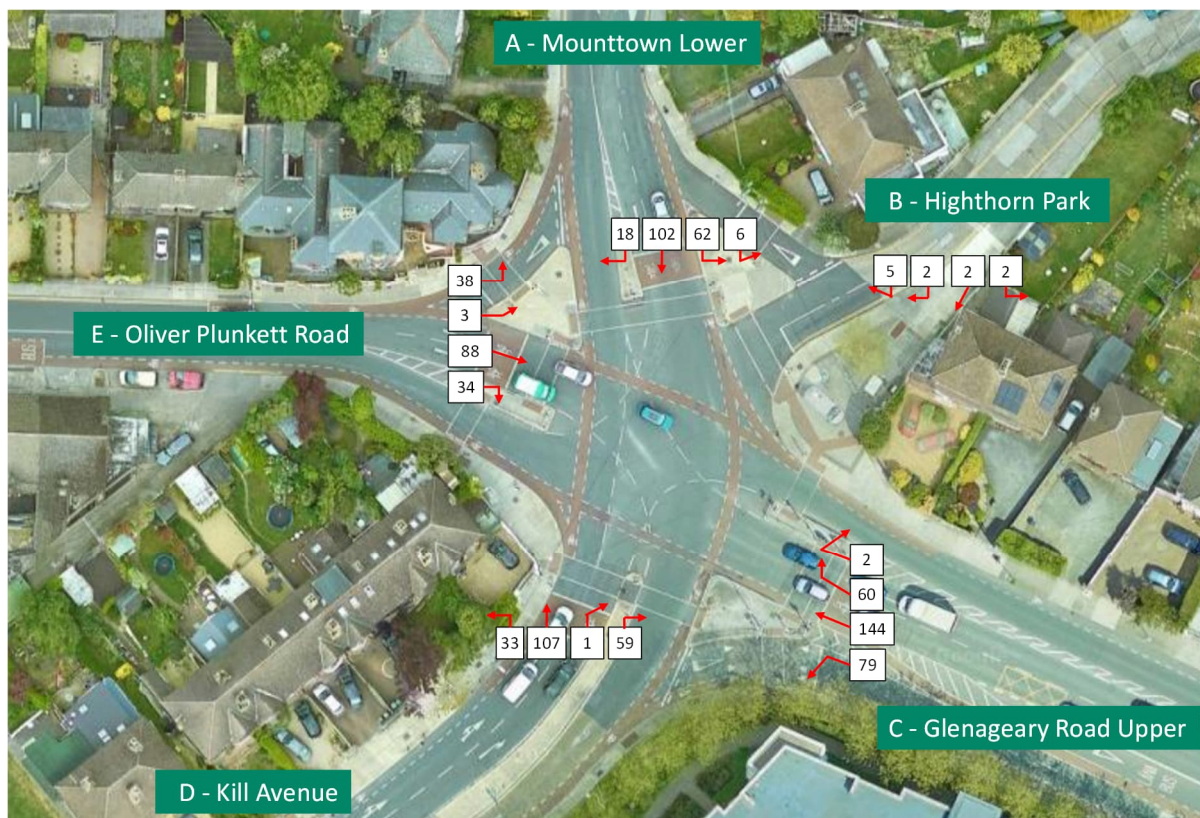 A - Mounttown Lower
B - Highthorn Park
18 102 62 6
5 2 2 2
38
3
E - Oliver Plunkett Road
88
34
2
60
144
33 107 1 59
79
C - Glenageary Road Upper
D - Kill Avenue